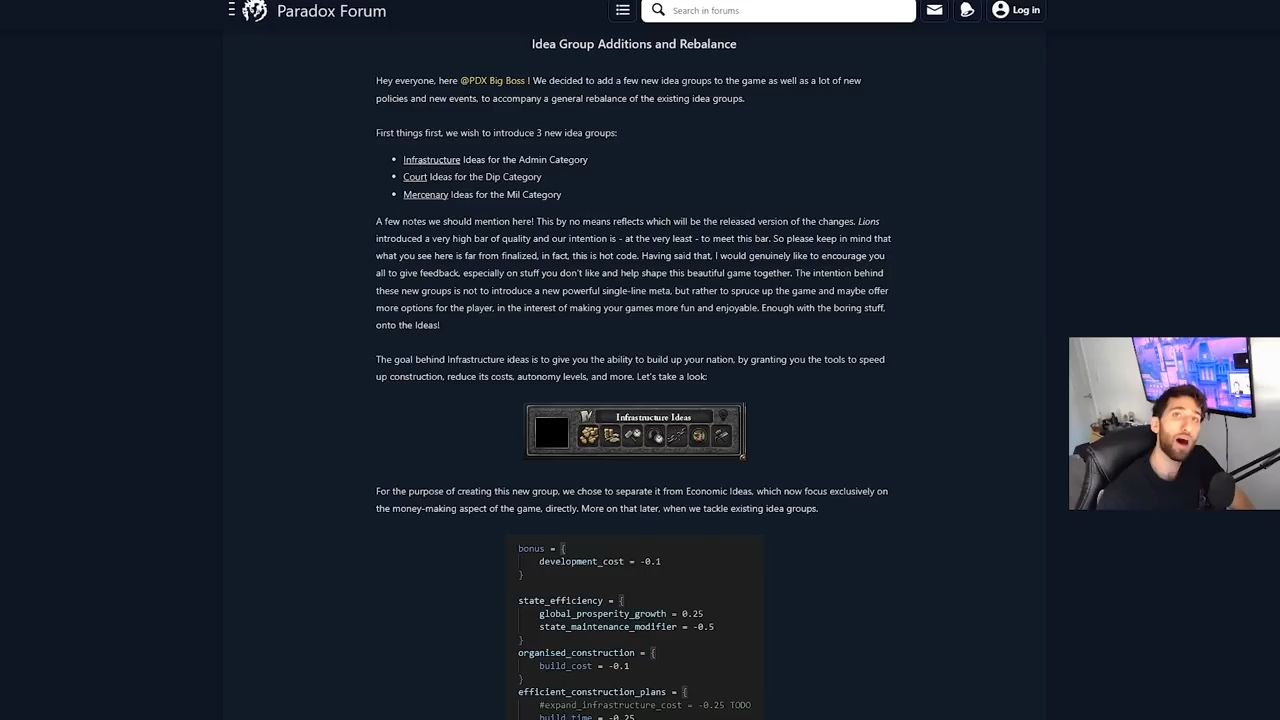 Paradox Forum
Search in forums
Log in
Idea Group Additions and Rebalance
Hey everyone, here @PDX Big Boss ! We decided to add a few new idea groups to the game as well as a lot of new
policies and new events, to accompany a general rebalance of the existing idea groups.
First things first, we wish to introduce 3 new idea groups:
Infrastructure Ideas for the Admin Category
Court Ideas for the Dip Category
Mercenary Ideas for the Mil Category
A few notes we should mention here! This by no means reflects which will be the released version of the changes. Lions
introduced a very high bar of quality and our intention is - at the very least - to meet this bar. So please keep in mind that
what you see here is far from finalized, in fact, this is hot code. Having said that, I would genuinely like to encourage you
all to give feedback, especially on stuff you don't like and help shape this beautiful game together. The intention behind
these new groups is not to introduce a new powerful single-line meta, but rather to spruce up the game and maybe offer
more options for the player, in the interest of making your games more fun and enjoyable. Enough with the boring stuff,
onto the Ideas!
The goal behind Infrastructure ideas is to give you the ability to build up your nation, by granting you the tools to speed
up construction, reduce its costs, autonomy levels, and more. Let's take a look:
Infrastructure Ideas
For the purpose of creating this new group, we chose to separate it from Economic Ideas, which now focus exclusively on
the money-making aspect of the game, directly. More on that later, when we tackle existing idea groups.
bonus = {
development_cost = -0.1
}
state_efficiency = {
global_prosperity_growth = 0.25
state_maintenance_modifier = -0.5
}
organised_construction = {
build_cost = -0.1
}
efficient_construction_plans = {
#expand_infrastructure_cost = -0.25 TODO
build_time = -0.25